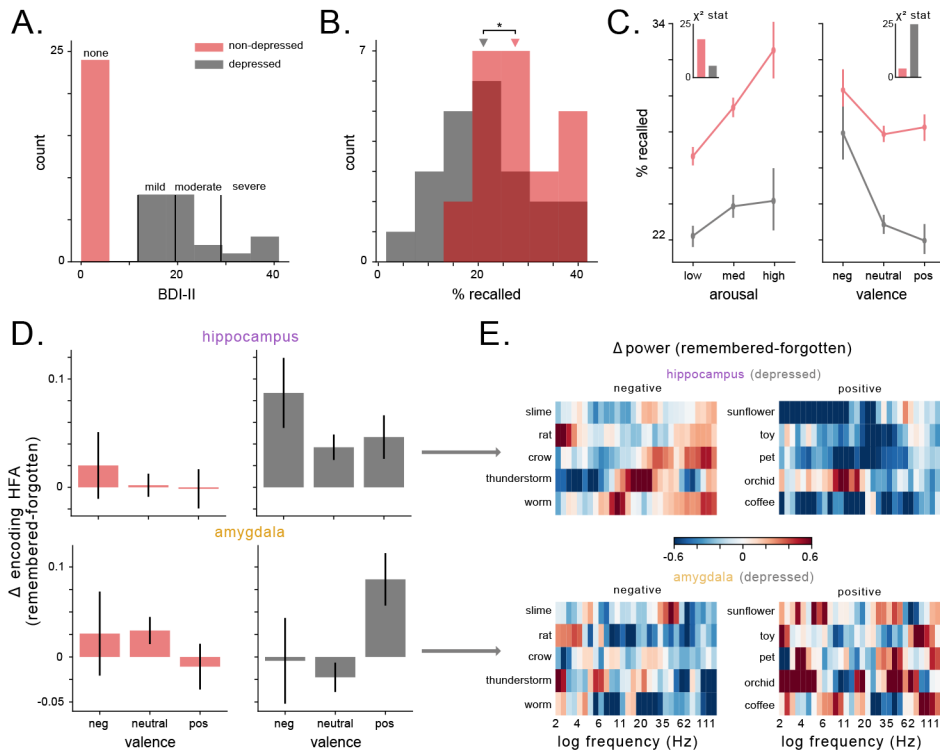 A.
25
none
non-depressed
depressed
mild
moderate
severe
count
0
0
20
40
BDI-II
B.
*
7
count
0
0
20
40
% recalled
C.
34
χ² stat
25
0
χ² stat
25
0
% recalled
22
low
med
high
neg
neutral
pos
arousal
valence
D.
hippocampus
0.1
0
amygdala
0.1
0
-0.05
Δ encoding HFA
(remembered-forgotten)
neg
neutral
pos
neg
neutral
pos
valence
valence
E.
Δ power (remembered-forgotten)
hippocampus (depressed)
negative
positive
slime
rat
crow
thunderstorm
worm
sunflower
toy
pet
orchid
coffee
-0.6
0
0.6
amygdala (depressed)
negative
positive
slime
rat
crow
thunderstorm
worm
sunflower
toy
pet
orchid
coffee
2 4 6 11 20 35 62 111
2 4 6 11 20 35 62 111
log frequency (Hz)
log frequency (Hz)